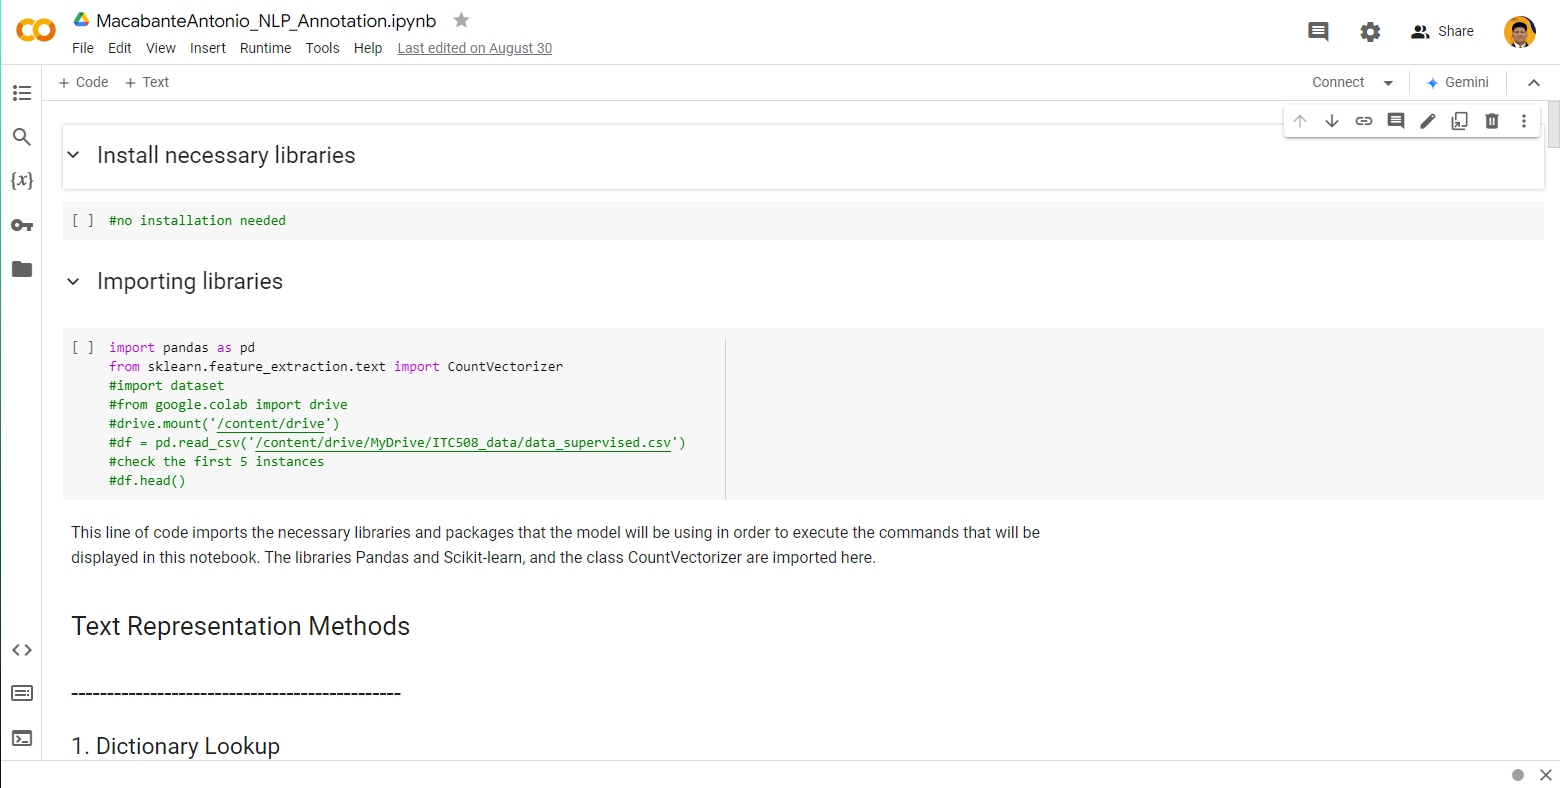 MacabanteAntonio_NLP_Annotation.ipynb
File Edit View Insert Runtime Tools Help Last edited on August 30
Share
+ Code + Text
Connect
Gemini
Install necessary libraries
[ ] #no installation needed
Importing libraries
[ ] import pandas as pd
from sklearn.feature_extraction.text import CountVectorizer
#import dataset
#from google.colab import drive
#drive.mount('/content/drive')
#df = pd.read_csv('/content/drive/MyDrive/ITC508_data/data_supervised.csv')
#check the first 5 instances
#df.head()
This line of code imports the necessary libraries and packages that the model will be using in order to execute the commands that will be
displayed in this notebook. The libraries Pandas and Scikit-learn, and the class CountVectorizer are imported here.
Text Representation Methods
----------------------------------------------
1. Dictionary Lookup